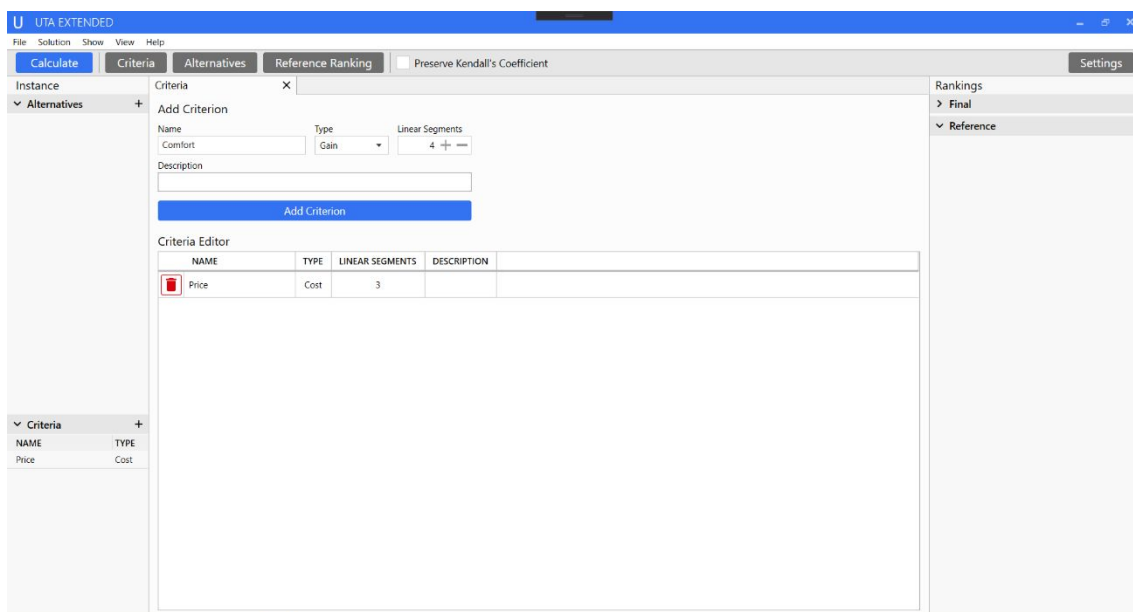 U UTA EXTENDED
File Solution Show View Help
Calculate Criteria Alternatives Reference Ranking Preserve Kendall's Coefficient Settings
Instance
Alternatives +
Criteria
Add Criterion
Name Type Linear Segments
Comfort Gain 4
Description
Add Criterion
Criteria Editor
NAME TYPE LINEAR SEGMENTS DESCRIPTION
Price Cost 3
Criteria +
NAME TYPE
Price Cost
Rankings
Final
Reference